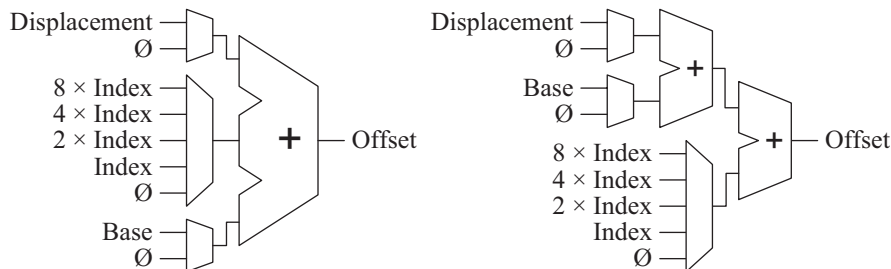 Displacement
Ø
8 × Index
4 × Index
2 × Index
Index
Ø
Base
Ø
+
Offset
Displacement
Ø
Base
Ø
+
8 × Index
4 × Index
2 × Index
Index
Ø
+
Offset